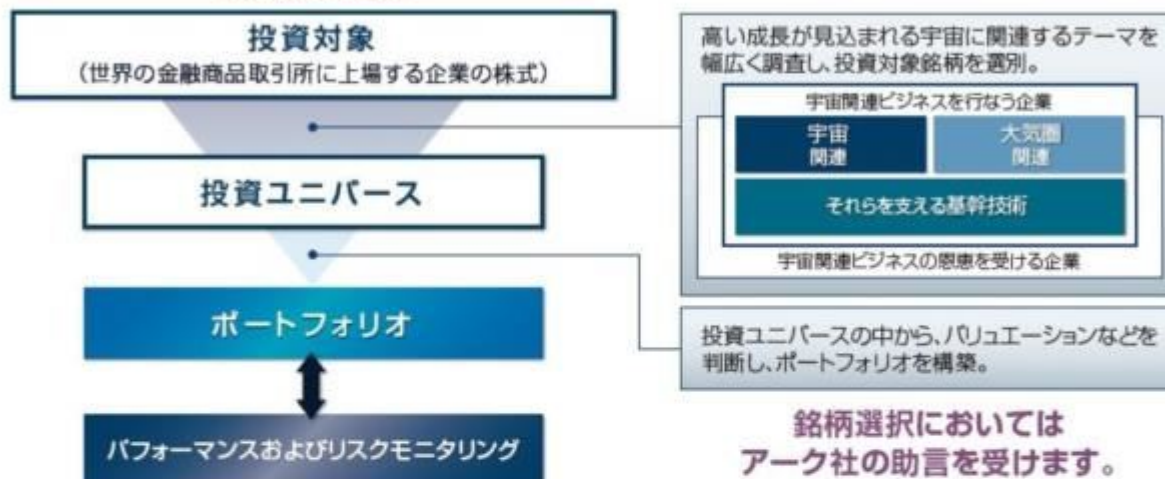 投資対象
（世界の金融商品取引所に上場する企業の株式）
投資ユニバース
ポートフォリオ
パフォーマンスおよびリスクモニタリング
高い成長が見込まれる宇宙に関連するテーマを
幅広く調査し、投資対象銘柄を選別。
宇宙関連ビジネスを行なう企業
宇宙
関連
大気圏
関連
それらを支える基幹技術
宇宙関連ビジネスの恩恵を受ける企業
投資ユニバースの中から、バリュエーションなどを
判断し、ポートフォリオを構築。
銘柄選択においては
アーク社の助言を受けます。